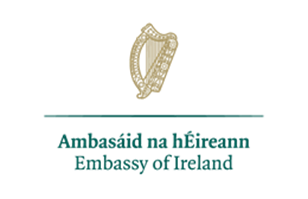 Ambasáid na hÉireann
Embassy of Ireland